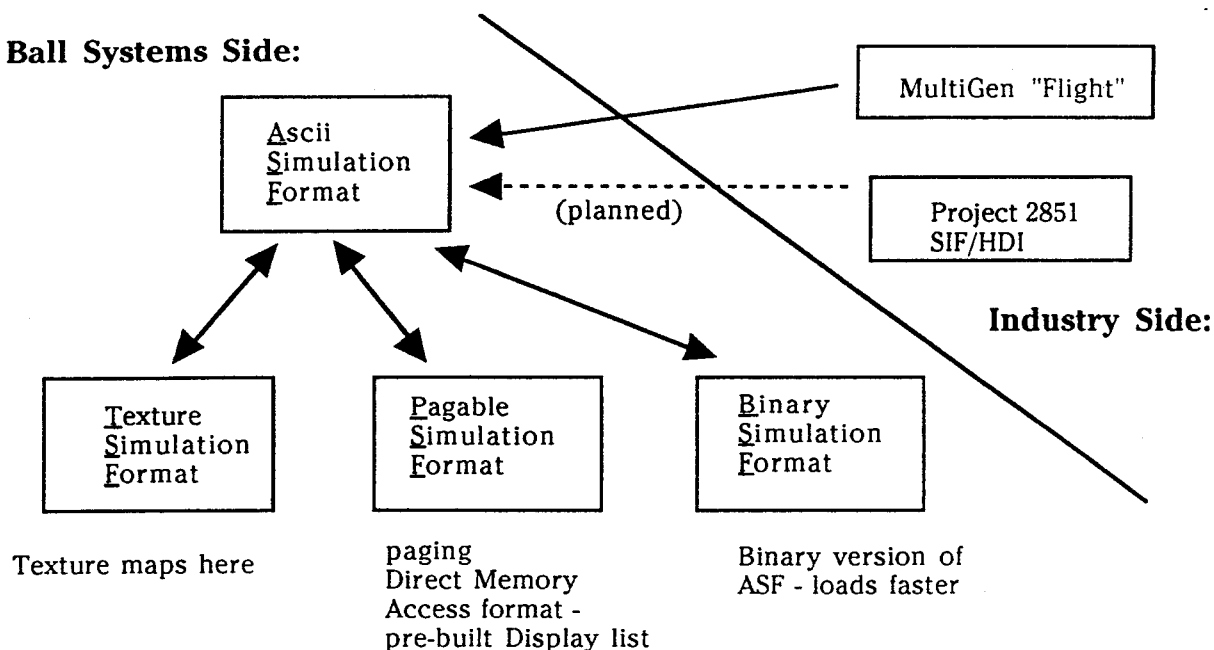 Ball Systems Side:
MultiGen "Flight"
Ascii
Simulation
Format
(planned)
Project 2851
SIF/HDI
Industry Side:
Texture
Simulation
Format
Pagable
Simulation
Format
Binary
Simulation
Format
Texture maps here
paging
Direct Memory
Access format -
pre-built Display list
Binary version of
ASF - loads faster